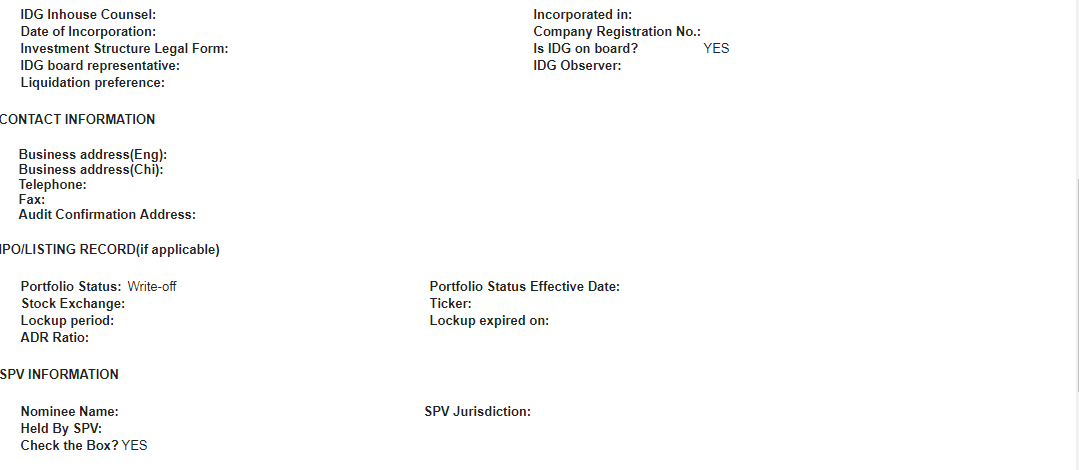 IDG Inhouse Counsel: Incorporated in:
Date of Incorporation: Company Registration No.:
Investment Structure Legal Form: Is IDG on board? YES
IDG board representative: IDG Observer:
Liquidation preference:
CONTACT INFORMATION
Business address(Eng):
Business address(Chi):
Telephone:
Fax:
Audit Confirmation Address:
IPO/LISTING RECORD(if applicable)
Portfolio Status: Write-off Portfolio Status Effective Date:
Stock Exchange: Ticker:
Lockup period: Lockup expired on:
ADR Ratio:
SPV INFORMATION
Nominee Name: SPV Jurisdiction:
Held By SPV:
Check the Box? YES